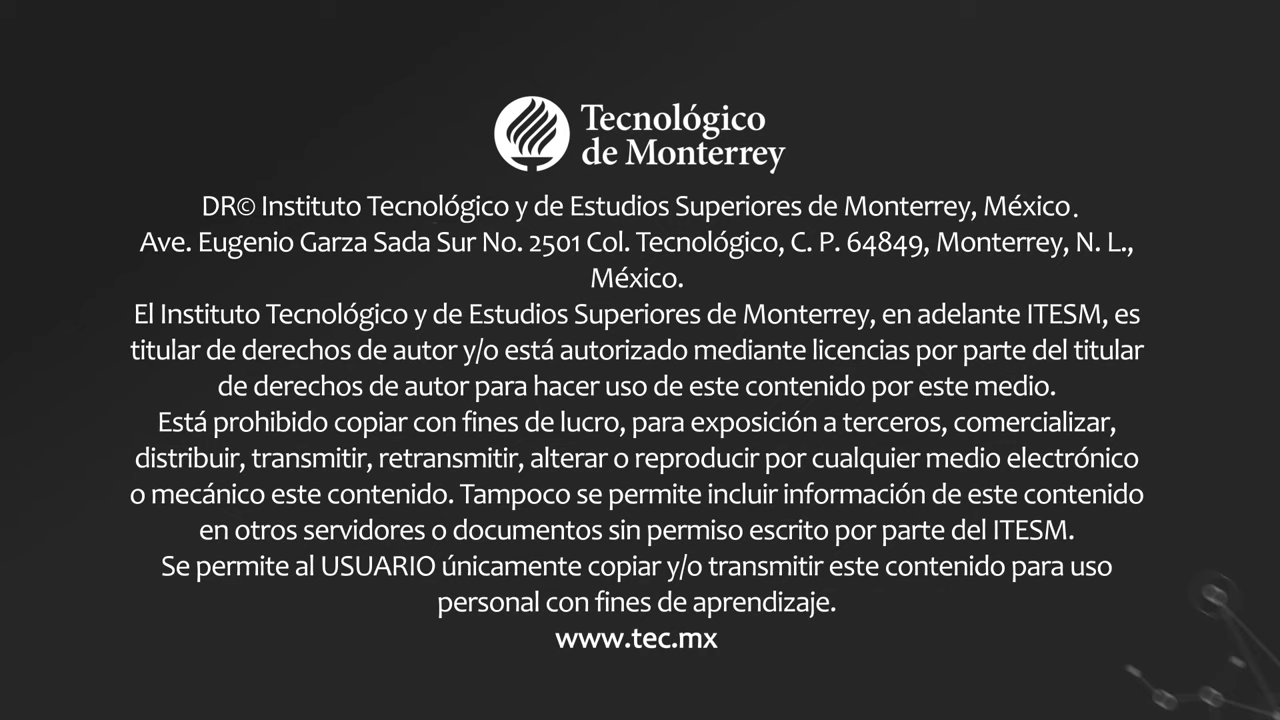 Tecnológico
de Monterrey
DR© Instituto Tecnológico y de Estudios Superiores de Monterrey, México.
Ave. Eugenio Garza Sada Sur No. 2501 Col. Tecnológico, C. P. 64849, Monterrey, N. L.,
México.
El Instituto Tecnológico y de Estudios Superiores de Monterrey, en adelante ITESM, es
titular de derechos de autor y/o está autorizado mediante licencias por parte del titular
de derechos de autor para hacer uso de este contenido por este medio.
Está prohibido copiar con fines de lucro, para exposición a terceros, comercializar,
distribuir, transmitir, retransmitir, alterar o reproducir por cualquier medio electrónico
o mecánico este contenido. Tampoco se permite incluir información de este contenido
en otros servidores o documentos sin permiso escrito por parte del ITESM.
Se permite al USUARIO únicamente copiar y/o transmitir este contenido para uso
personal con fines de aprendizaje.
www.tec.mx